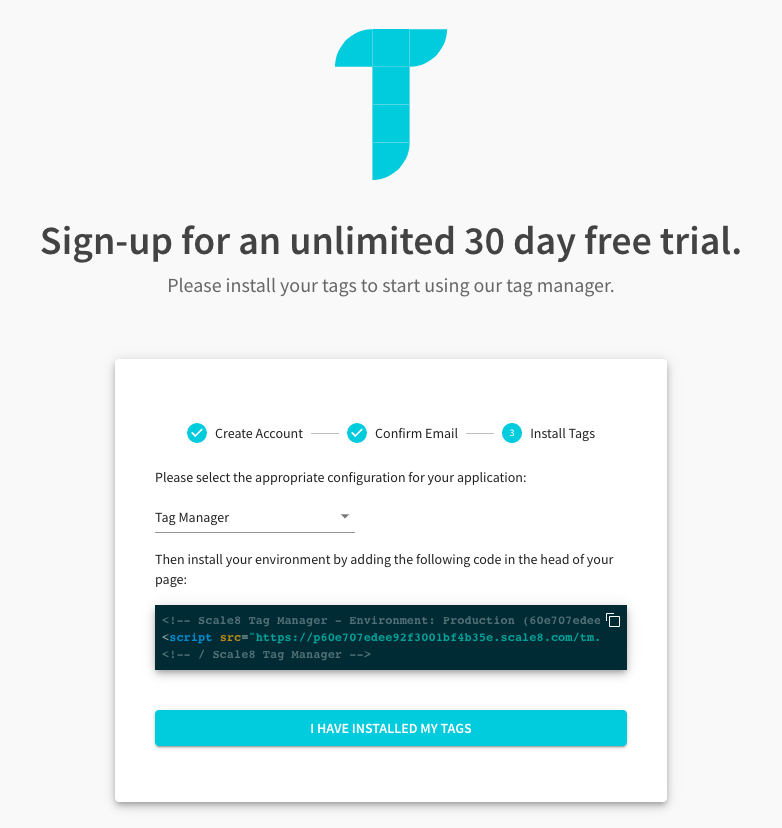 Sign-up for an unlimited 30 day free trial.
Please install your tags to start using our tag manager.
Create Account
Confirm Email
3 Install Tags
Please select the appropriate configuration for your application:
Tag Manager
Then install your environment by adding the following code in the head of your
page:
<!-- Scale8 Tag Manager - Environment: Production (60e707edee
<script src="https://p60e707edee92f3001bf4b35e.scale8.com/tm.
<!-- / Scale8 Tag Manager -->
I HAVE INSTALLED MY TAGS